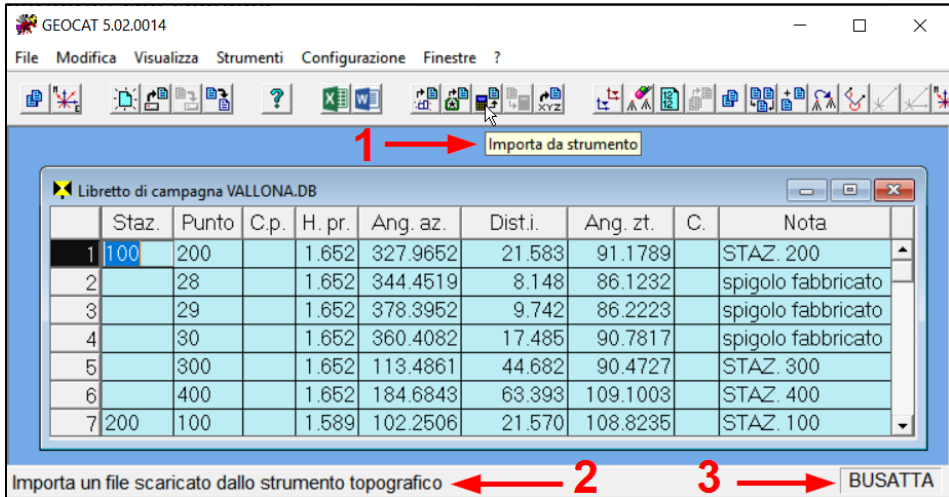 GEOCAT 5.02.0014
File Modifica Visualizza Strumenti Configurazione Finestre ?
? X W XYZ
1 Importa da strumento
Libretto di campagna VALLONA.DB
Staz. Punto C.p. H. pr. Ang. az. Dist.i. Ang. zt. C. Nota
1 100 200 1.652 327.9652 21.583 91.1789 STAZ. 200
2 28 1.652 344.4519 8.148 86.1232 spigolo fabbricato
3 29 1.652 378.3952 9.742 86.2223 spigolo fabbricato
4 30 1.652 360.4082 17.485 90.7817 spigolo fabbricato
5 300 1.652 113.4861 44.682 90.4727 STAZ. 300
6 400 1.652 184.6843 63.393 109.1003 STAZ. 400
7 200 100 1.589 102.2506 21.570 108.8235 STAZ. 100
Importa un file scaricato dallo strumento topografico 2 3 BUSATTA